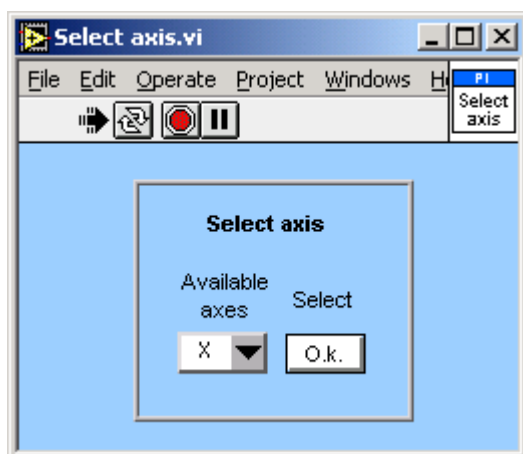 Select axis.vi
File Edit Operate Project Windows
PI
Select
axis
Select axis
Available
axes
Select
X
O.k.